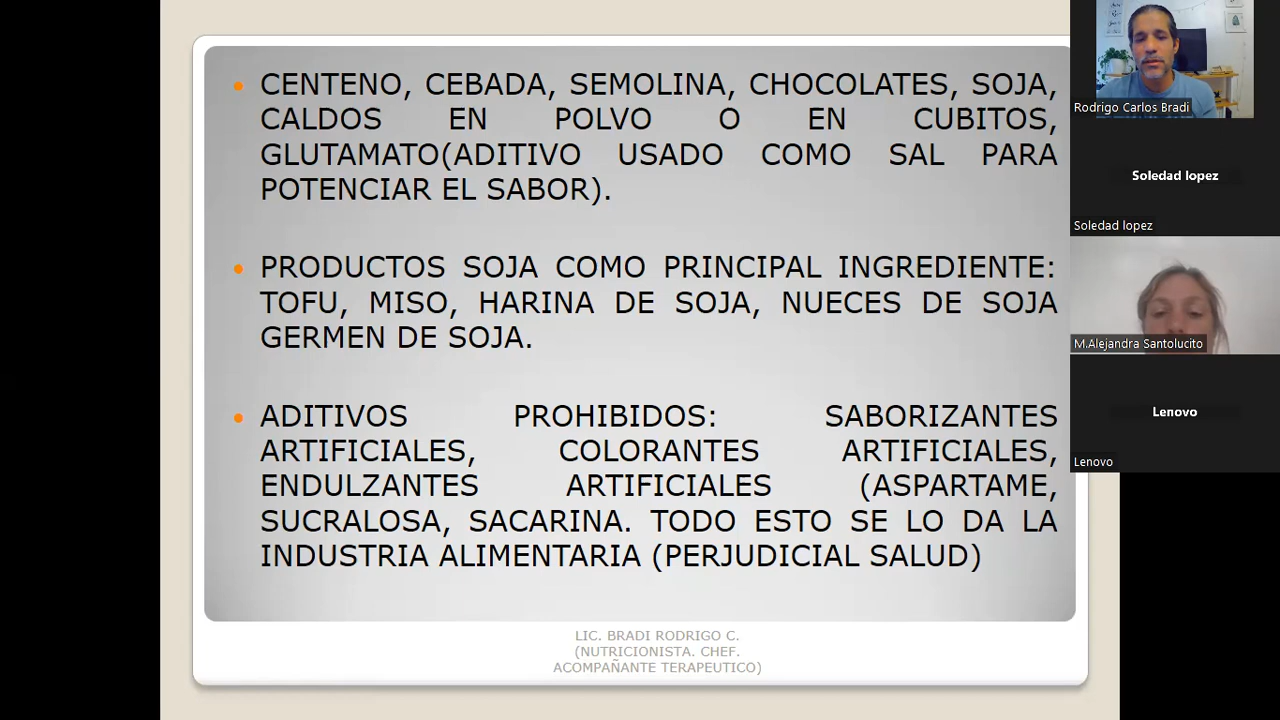 CENTENO, CEBADA, SEMOLINA, CHOCOLATES, SOJA,
CALDOS EN POLVO O EN CUBITOS,
GLUTAMATO(ADITIVO USADO COMO SAL PARA
POTENCIAR EL SABOR).
PRODUCTOS SOJA COMO PRINCIPAL INGREDIENTE:
TOFU, MISO, HARINA DE SOJA, NUECES DE SOJA
GERMEN DE SOJA.
ADITIVOS PROHIBIDOS: SABORIZANTES
ARTIFICIALES, COLORANTES ARTIFICIALES,
ENDULZANTES ARTIFICIALES (ASPARTAME,
SUCRALOSA, SACARINA. TODO ESTO SE LO DA LA
INDUSTRIA ALIMENTARIA (PERJUDICIAL SALUD)
LIC. BRADI RODRIGO C.
(NUTRICIONISTA. CHEF.
ACOMPAÑANTE TERAPEUTICO)
Rodrigo Carlos Bradi
Soledad lopez
Soledad lopez
M.Alejandra Santolucito
Lenovo
Lenovo